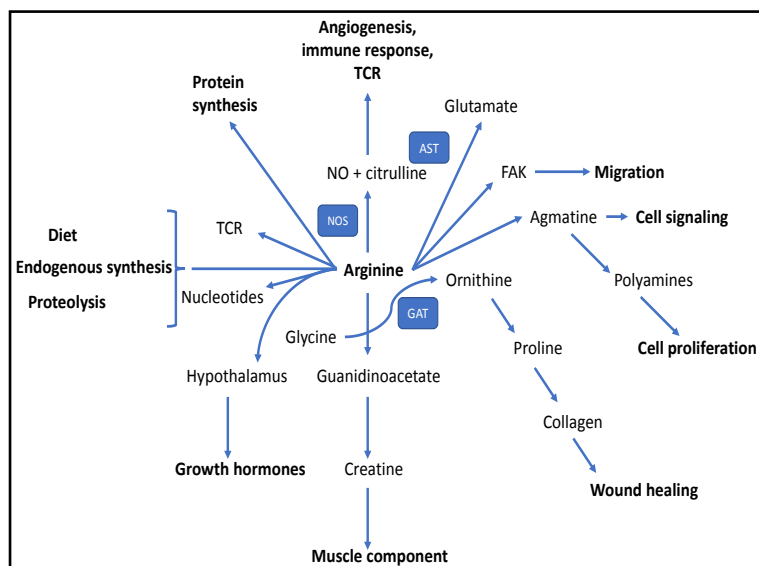 Angiogenesis,
immune response,
TCR
Protein
synthesis
Glutamate
AST
NO + citrulline
FAK
Migration
NOS
TCR
Agmatine
Cell signaling
Diet
Endogenous synthesis
Arginine
Ornithine
Polyamines
Proteolysis
Nucleotides
GAT
Glycine
Proline
Cell proliferation
Hypothalamus
Guanidinoacetate
Collagen
Growth hormones
Creatine
Wound healing
Muscle component